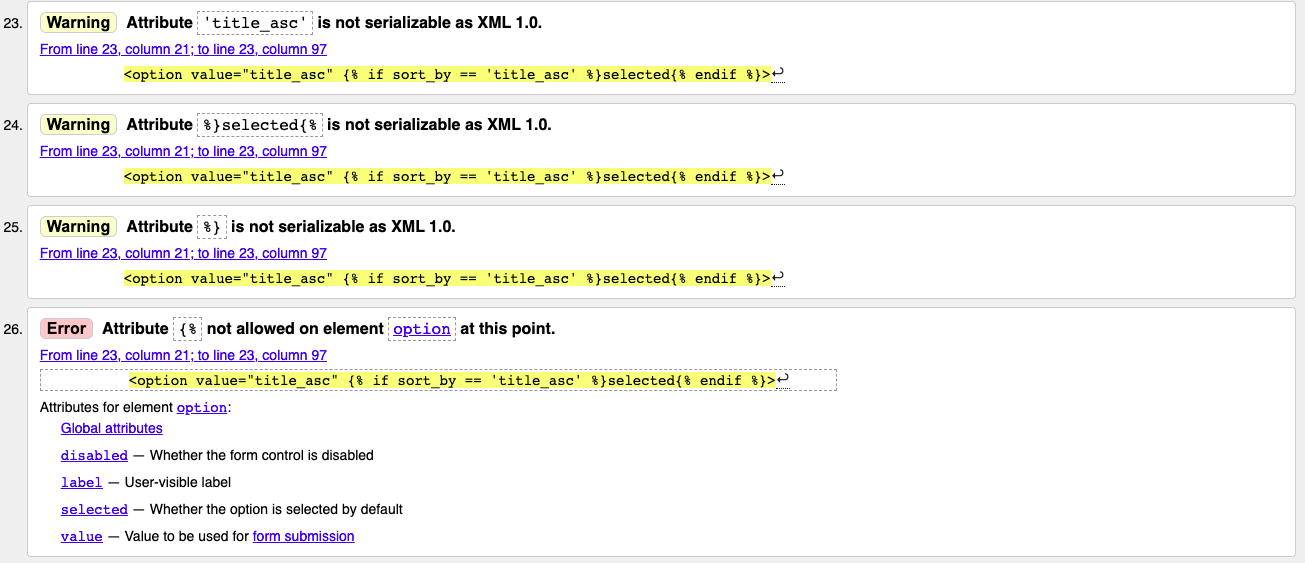 23. Warning Attribute 'title_asc' is not serializable as XML 1.0.
From line 23, column 21; to line 23, column 97
<option value="title_asc" {% if sort_by == 'title_asc' %}selected{% endif %}>↩
24. Warning Attribute %}selected{% is not serializable as XML 1.0.
From line 23, column 21; to line 23, column 97
<option value="title_asc" {% if sort_by == 'title_asc' %}selected{% endif %}>↩
25. Warning Attribute %} is not serializable as XML 1.0.
From line 23, column 21; to line 23, column 97
<option value="title_asc" {% if sort_by == 'title_asc' %}selected{% endif %}>↩
26. Error Attribute {% not allowed on element option at this point.
From line 23, column 21; to line 23, column 97
<option value="title_asc" {% if sort_by == 'title_asc' %}selected{% endif %}>↩
Attributes for element option:
Global attributes
disabled — Whether the form control is disabled
label — User-visible label
selected — Whether the option is selected by default
value — Value to be used for form submission